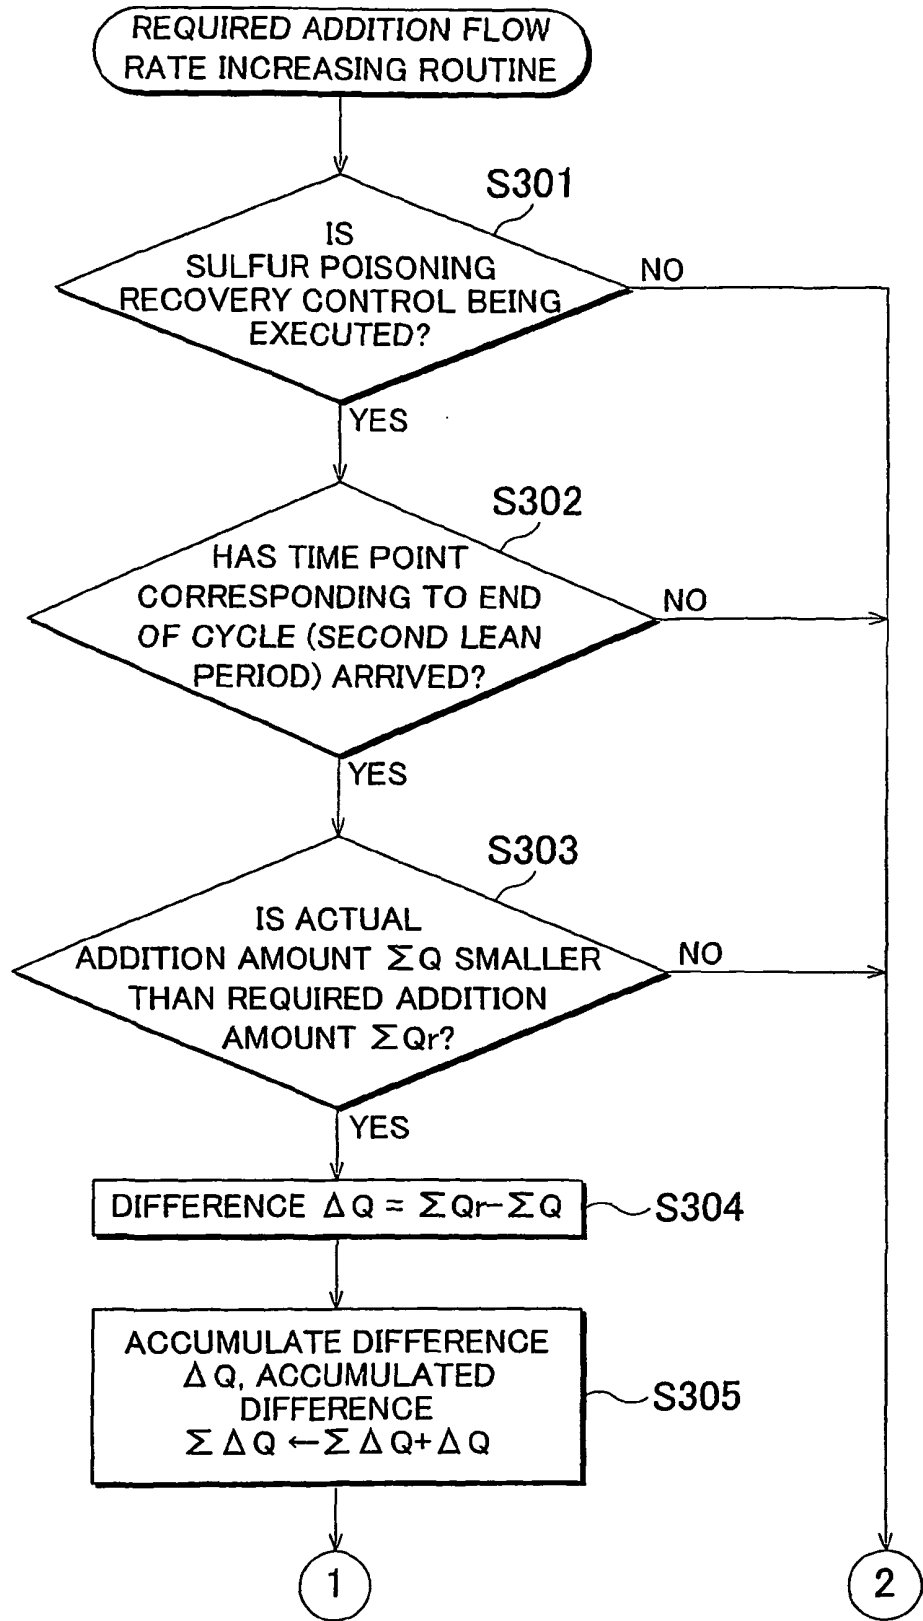 REQUIRED ADDITION FLOW
RATE INCREASING ROUTINE
S301
IS
SULFUR POISONING
RECOVERY CONTROL BEING
EXECUTED?
NO
YES
S302
HAS TIME POINT
CORRESPONDING TO END
OF CYCLE (SECOND LEAN
PERIOD) ARRIVED?
NO
YES
S303
IS ACTUAL
ADDITION AMOUNT ΣQ SMALLER
THAN REQUIRED ADDITION
AMOUNT ΣQr?
NO
YES
DIFFERENCE ΔQ = ΣQr-ΣQ
S304
ACCUMULATE DIFFERENCE
ΔQ, ACCUMULATED
DIFFERENCE
ΣΔQ ← ΣΔQ+ΔQ
S305
1
2